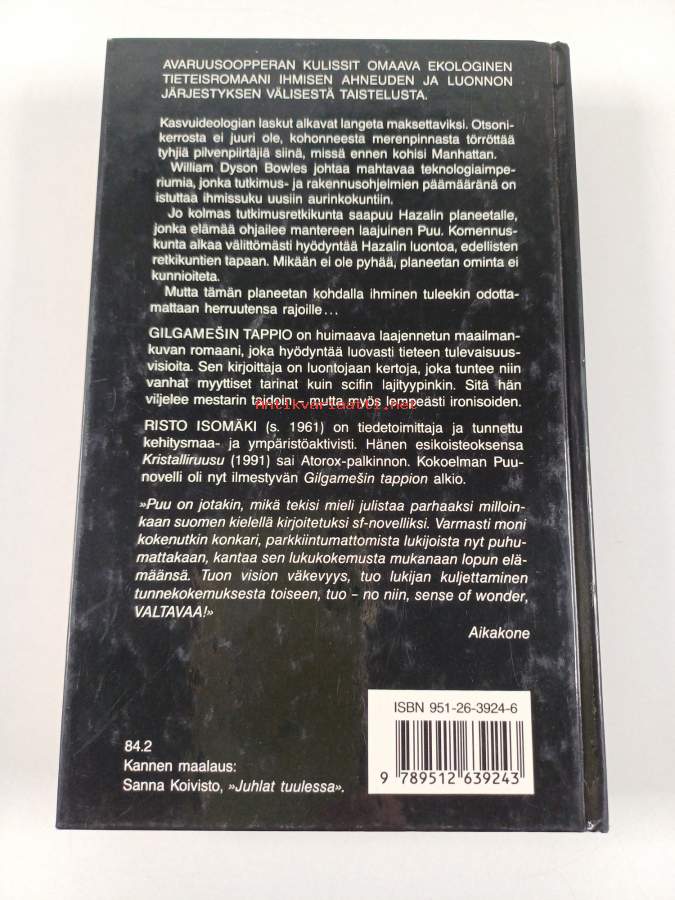 AVARUUSOOPPERAN KULISSIT OMAAVA EKOLOGINEN
TIETEISROMAANI IHMISEN AHNEUDEN JA LUONNON
JÄRJESTYKSEN VÄLISESTÄ TAISTELUSTA.
Kasvuideologian laskut alkavat langeta maksettaviksi. Otsoni-
kerrosta ei juuri ole, kohonneesta merenpinnasta törröttää
tyhjiä pilvenpiirtäjiä siinä, missä ennen kohisi Manhattan.
William Dyson Bowles johtaa mahtavaa teknologiaimpe-
riumia, jonka tutkimus- ja rakennusohjelmien päämääränä on
istuttaa ihmissuku uusiin aurinkokuntiin.
Jo kolmas tutkimusretkikunta saapuu Hazalin planeetalle,
jonka elämää ohjailee mantereen laajuinen Puu. Komennus-
kunta alkaa välittömästi hyödyntää Hazalin luontoa, edellisten
retkikuntien tapaan. Mikään ei ole pyhää, planeetan ominta ei
kunnioiteta.
Mutta tämän planeetan kohdalla ihminen tuleekin odotta-
mattaan herruutensa rajoille...
GILGAMEŠIN TAPPIO on huimaava laajennetun maailman-
kuvan romaani, joka hyödyntää luovasti tieteen tulevaisuus-
visioita. Sen kirjoittaja on luontojaan kertoja, joka tuntee niin
vanhat myyttiset tarinat kuin scifin lajityypinkin. Sitä hän
viljelee mestarin taidoin – mutta myös lempeästi ironisoiden.
Antikvariaatti.net
RISTO ISOMÄKI (s. 1961) on tiedetoimittaja ja tunnettu
kehitysmaa- ja ympäristöaktivisti. Hänen esikoisteoksensa
Kristalliruusu (1991) sai Atorox-palkinnon. Kokoelman Puu-
novelli oli nyt ilmestyvän Gilgamešin tappion alkio.
»Puu on jotakin, mikä tekisi mieli julistaa parhaaksi milloin-
kaan suomen kielellä kirjoitetuksi sf-novelliksi. Varmasti moni
kokenutkin konkari, parkkiintumattomista lukijoista nyt puhu-
mattakaan, kantaa sen lukukokemusta mukanaan lopun elä-
määnsä. Tuon vision väkevyys, tuo lukijan kuljettaminen
tunnekokemuksesta toiseen, tuo – no niin, sense of wonder,
VALTAVAA!»
Aikakone
ISBN 951-26-3924-6
9 789512 639243
84.2
Kannen maalaus:
Sanna Koivisto, »Juhlat tuulessa».